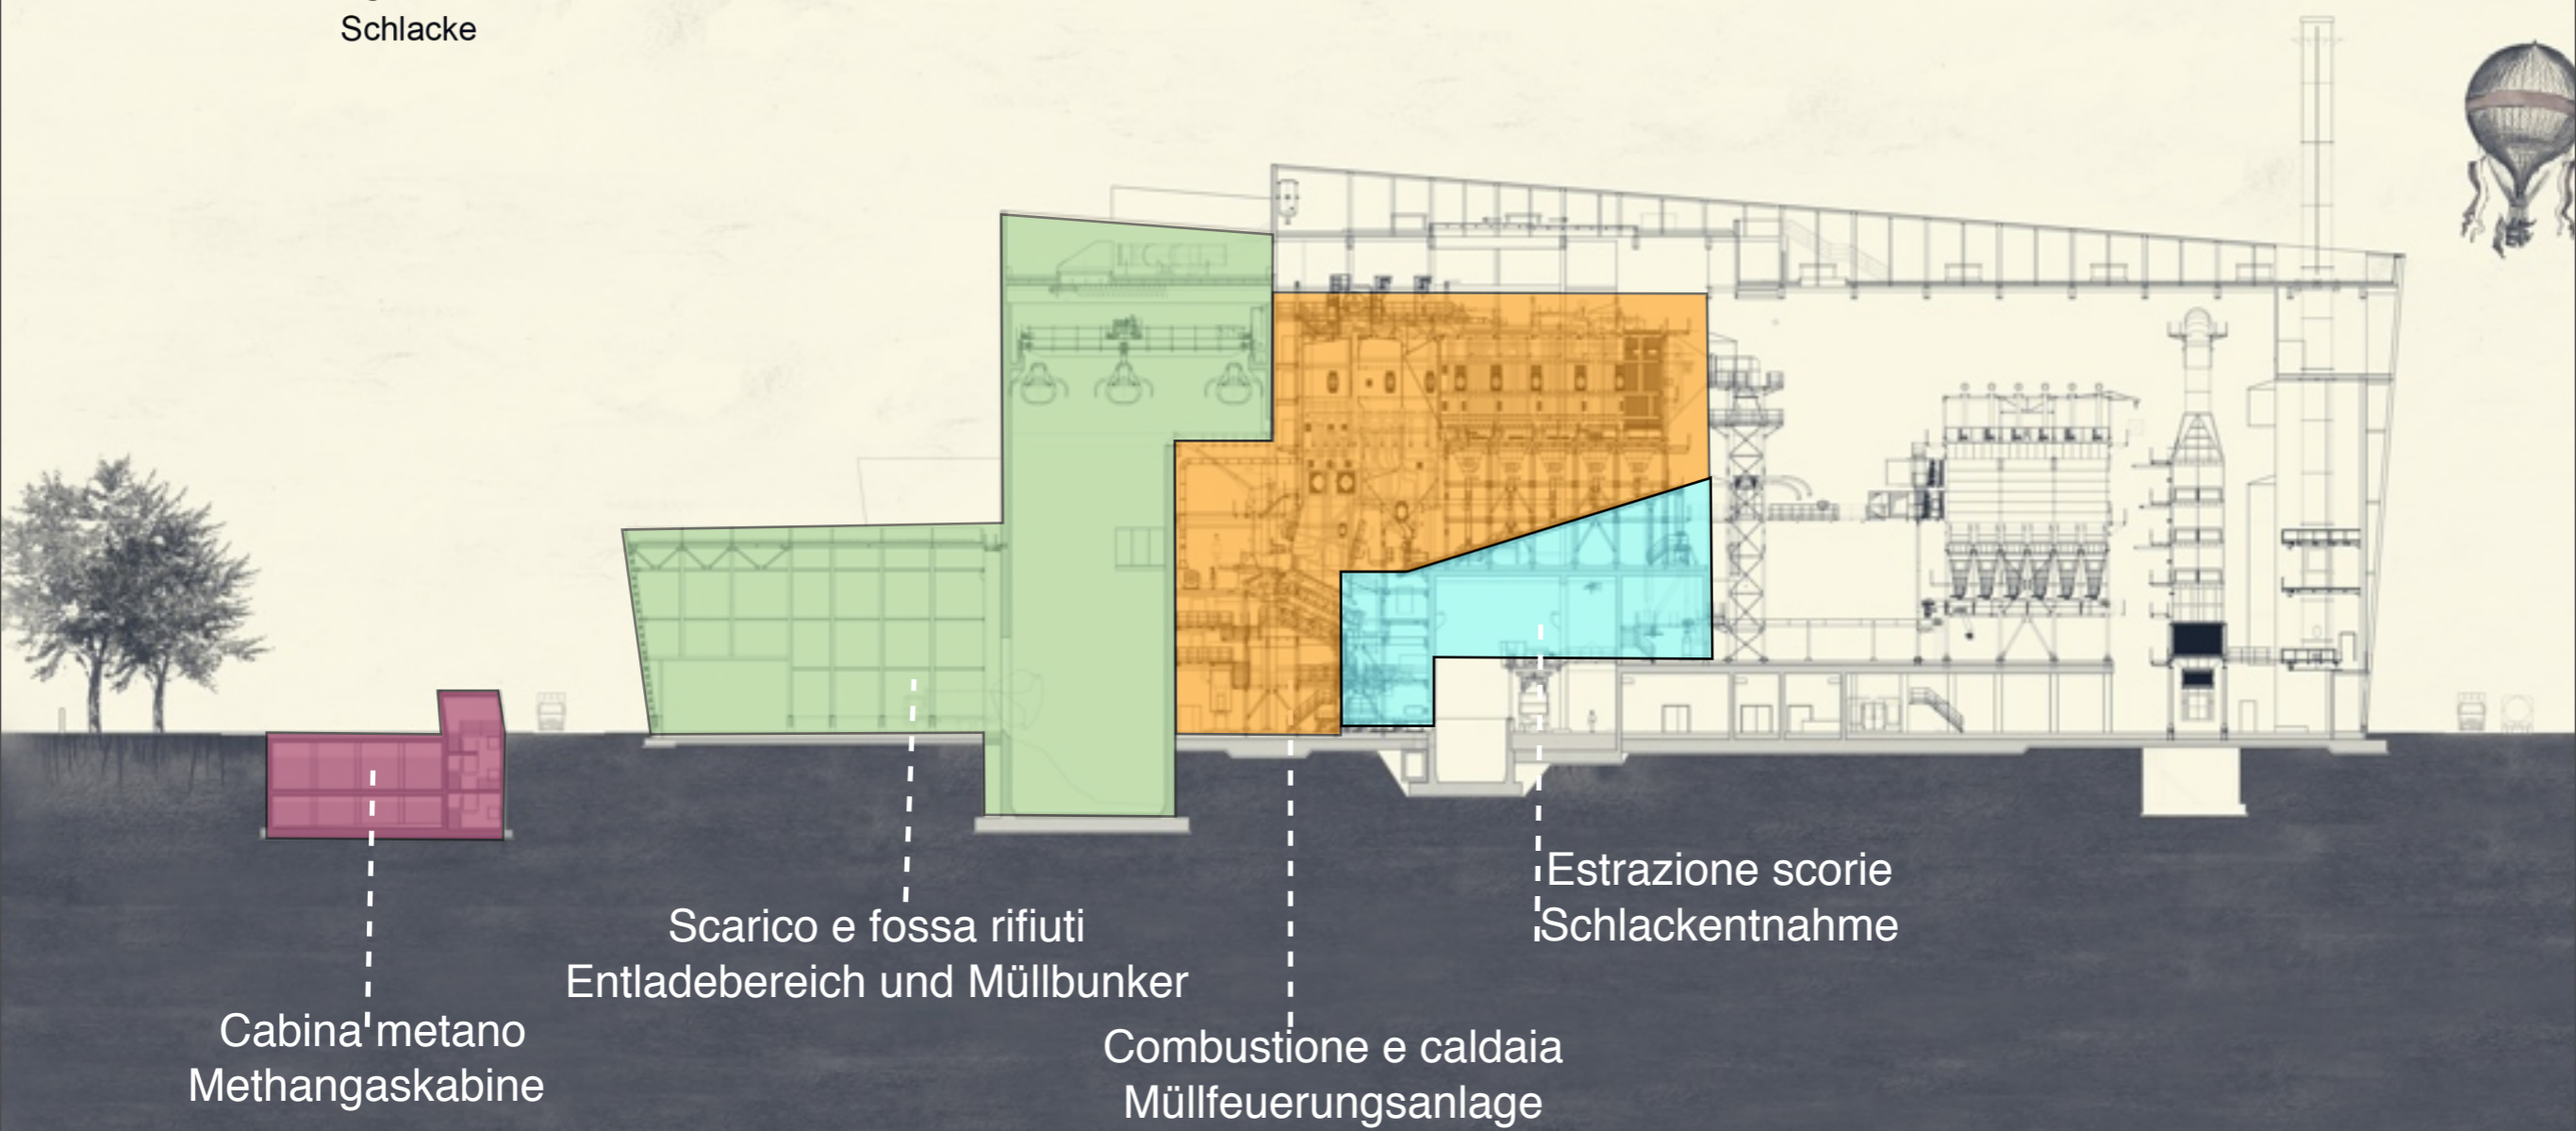 Schlacke
Estrazione scorie
Schlackentnahme
Scarico e fossa rifiuti
Entladebereich und Müllbunker
Cabina metano
Methangaskabine
Combustione e caldaia
Müllfeuerungsanlage